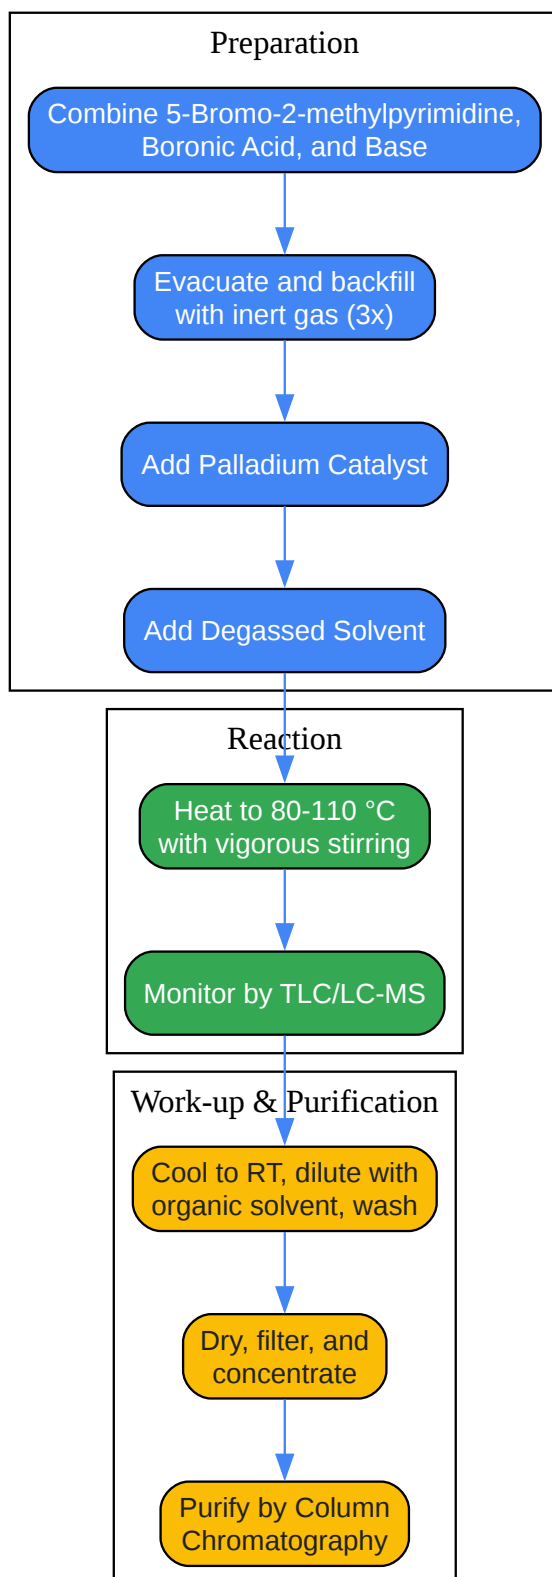 Preparation
Combine 5-Bromo-2-methylpyrimidine,
Boronic Acid, and Base
Evacuate and backfill
with inert gas (3x)
Add Palladium Catalyst
Add Degassed Solvent
Reaction
Heat to 80-110 °C
with vigorous stirring
Monitor by TLC/LC-MS
Work-up & Purification
Cool to RT, dilute with
organic solvent, wash
Dry, filter, and
concentrate
Purify by Column
Chromatography